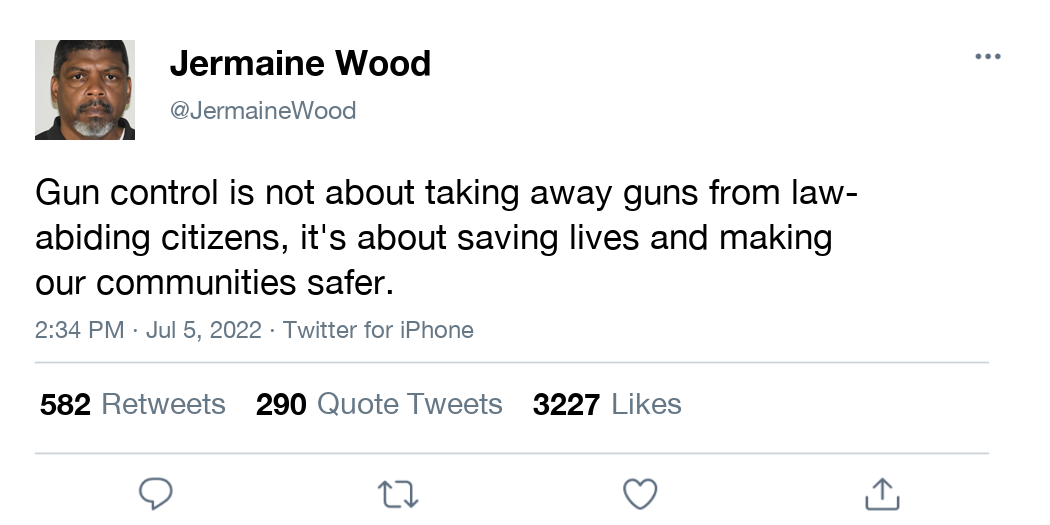 Jermaine Wood
@JermaineWood
Gun control is not about taking away guns from law-
abiding citizens, it's about saving lives and making
our communities safer.
2:34 PM · Jul 5, 2022 · Twitter for iPhone
582 Retweets 290 Quote Tweets 3227 Likes